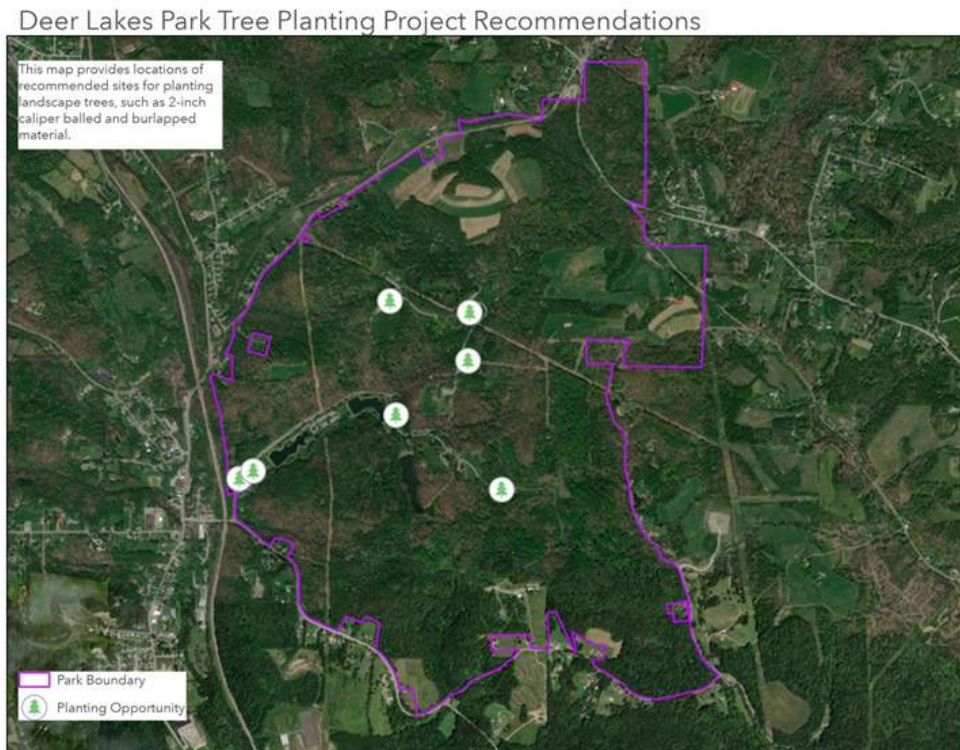 Deer Lakes Park Tree Planting Project Recommendations
This map provides locations of
recommended sites for planting
landscape trees, such as 2-inch
caliper balled and burlapped
material.
Park Boundary
Planting Opportunity